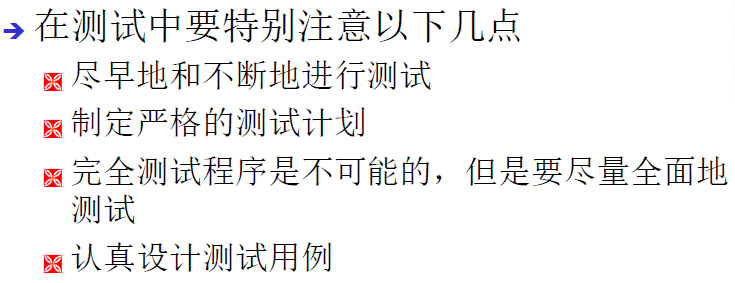 在测试中要特别注意以下几点
尽早地和不断地进行测试
制定严格的测试计划
完全测试程序是不可能的，但是要尽量全面地
测试
认真设计测试用例